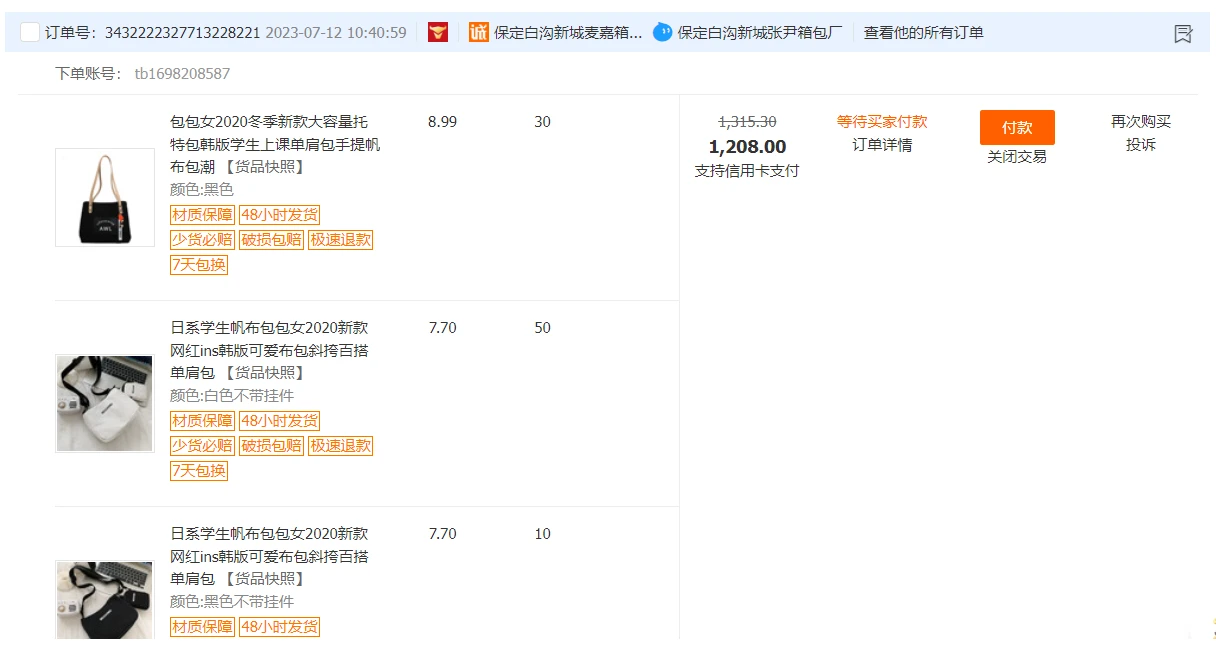 订单号：3432222327713228221 2023-07-12 10:40:59 诚 保定白沟新城麦嘉箱... 保定白沟新城张尹箱包厂 查看他的所有订单
下单账号： tb1698208587
包包女2020冬季新款大容量托 8.99 30 1,315.30 等待买家付款 付款 再次购买
特包韩版学生上课单肩包手提帆 1,208.00 订单详情 关闭交易 投诉
布包潮 【货品快照】 支持信用卡支付
颜色:黑色
材质保障 48小时发货
少货必赔 破损包赔 极速退款
7天包换
AWL
日系学生帆布包包女2020新款 7.70 50
网红ins韩版可爱布包斜挎百搭
单肩包 【货品快照】
颜色:白色不带挂件
材质保障 48小时发货
少货必赔 破损包赔 极速退款
7天包换
日系学生帆布包包女2020新款 7.70 10
网红ins韩版可爱布包斜挎百搭
单肩包 【货品快照】
颜色:黑色不带挂件
材质保障 48小时发货